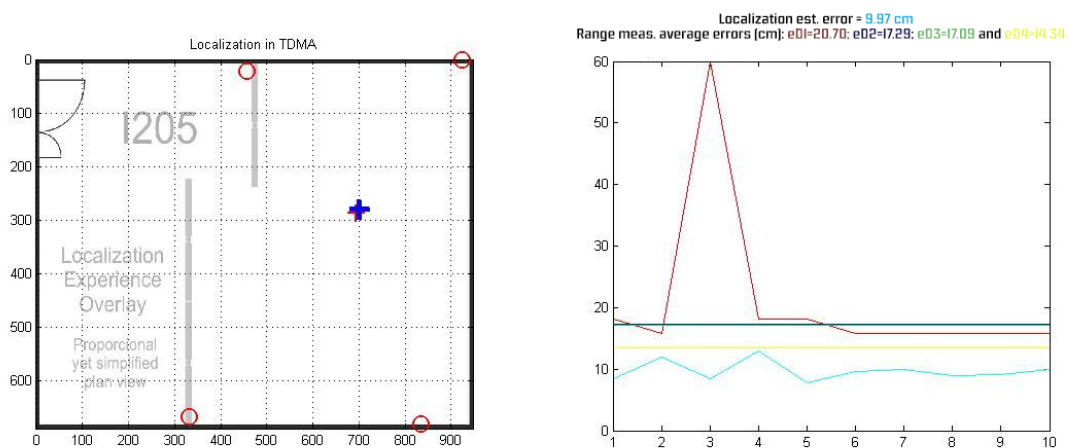 Localization in TDMA
0
100
200
300
400
500
600
I205
Localization
Experience
Overlay
Proporcional
yet simplified
plan view
0 100 200 300 400 500 600 700 800 900
Localization est. error = 9.97 cm
Range meas. average errors (cm): e01=20.70; e02=17.29; e03=17.09 and e04=14.34.
60
50
40
30
20
10
0
1 2 3 4 5 6 7 8 9 10